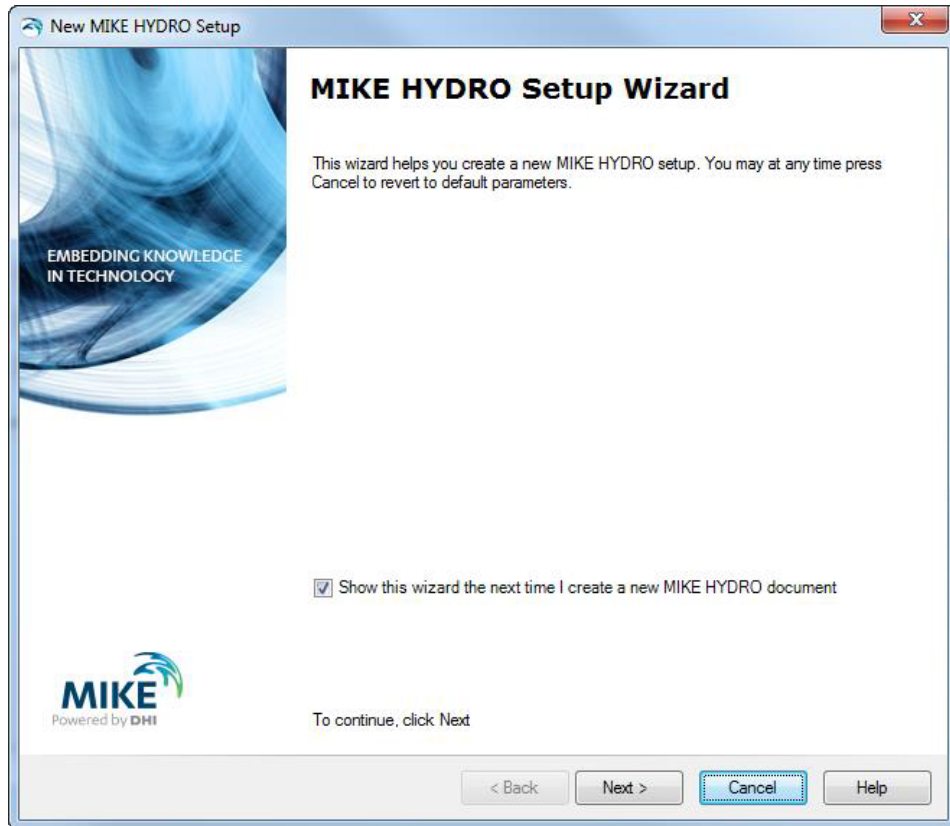 New MIKE HYDRO Setup
MIKE HYDRO Setup Wizard
This wizard helps you create a new MIKE HYDRO setup. You may at any time press
Cancel to revert to default parameters.
EMBEDDING KNOWLEDGE
IN TECHNOLOGY
Show this wizard the next time I create a new MIKE HYDRO document
MIKE
Powered by DHI
To continue, click Next
< Back Next > Cancel Help